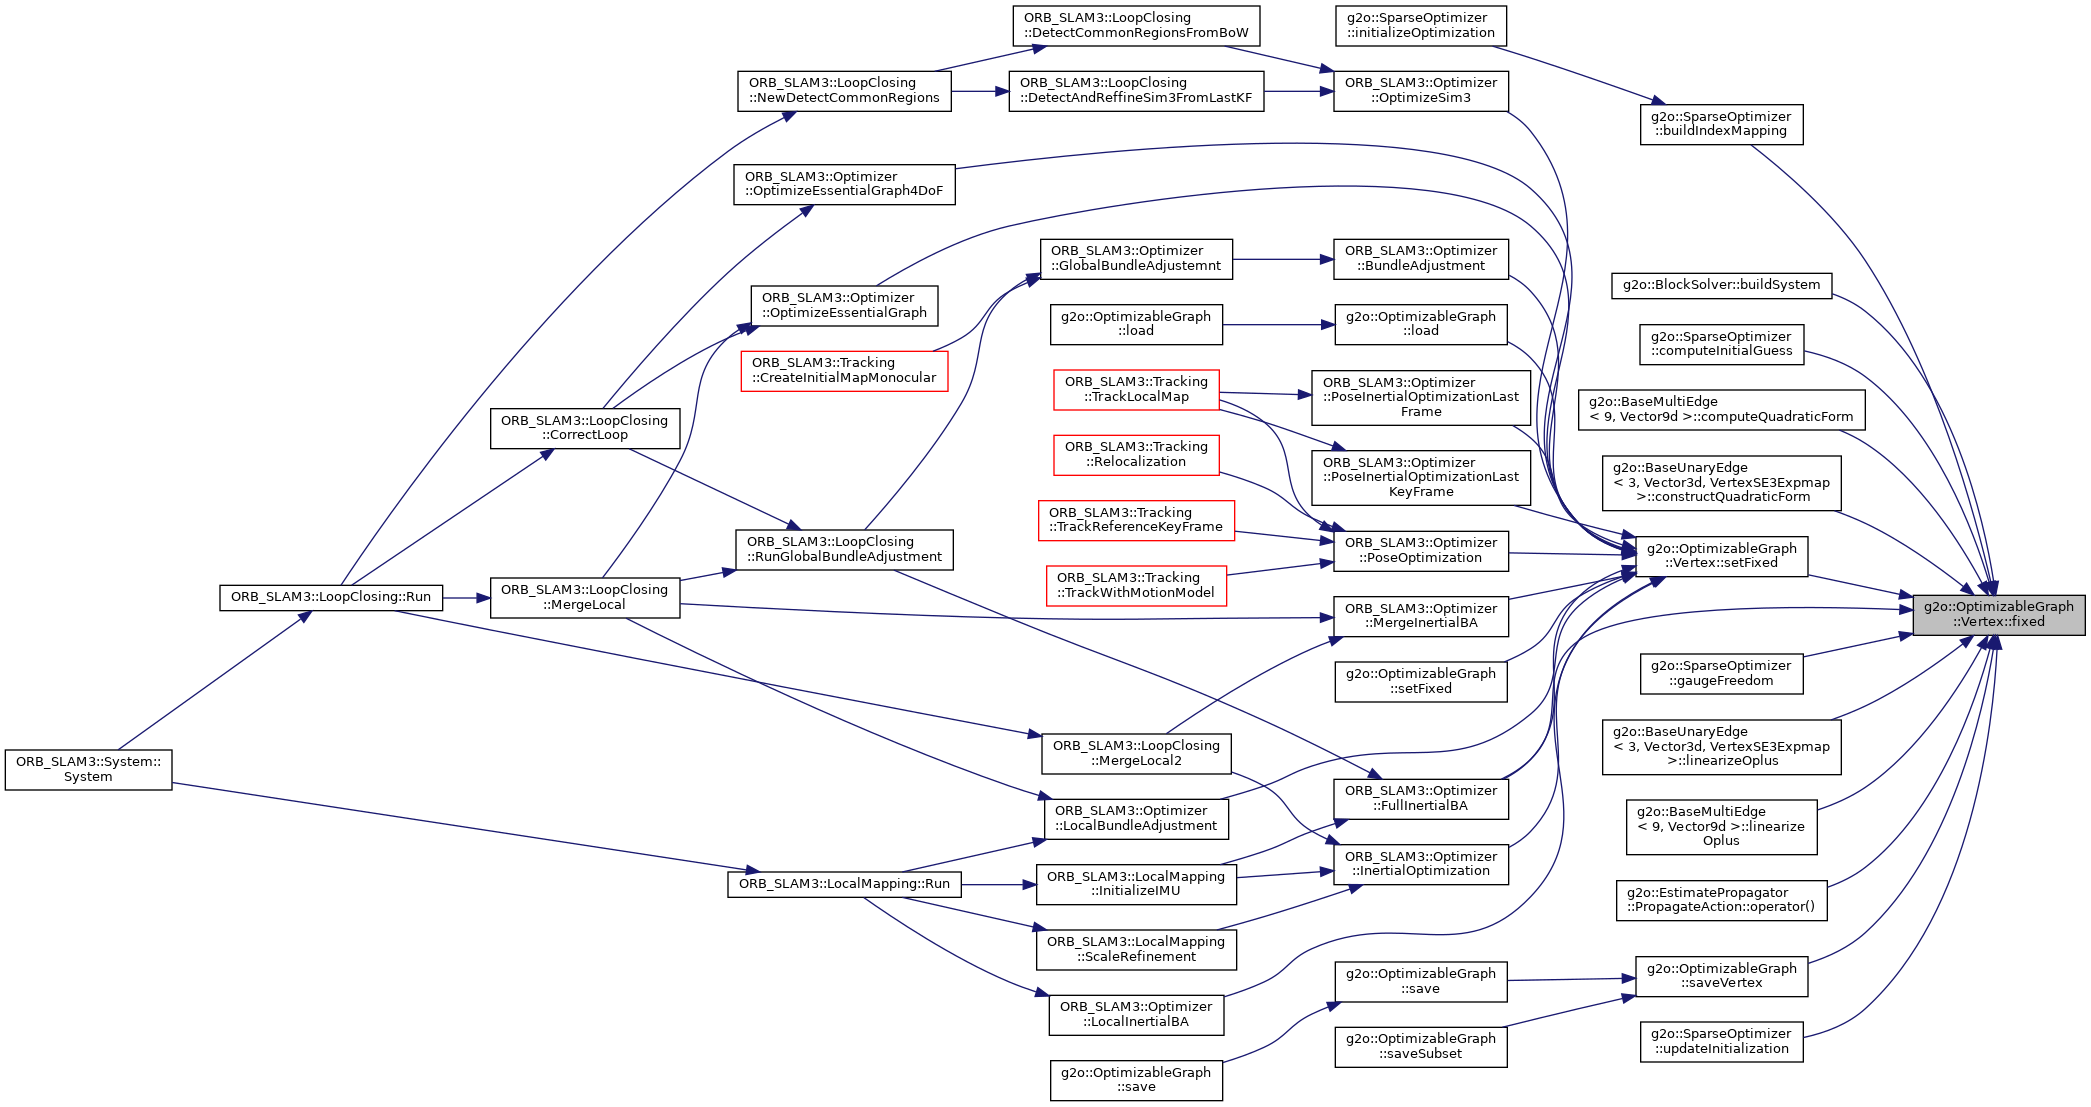 ORB_SLAM3::LoopClosing
::DetectCommonRegionsFromBoW
g2o::SparseOptimizer
::initializeOptimization
ORB_SLAM3::LoopClosing
::NewDetectCommonRegions
ORB_SLAM3::LoopClosing
::DetectAndReffineSim3FromLastKF
ORB_SLAM3::Optimizer
::OptimizeSim3
g2o::SparseOptimizer
::buildIndexMapping
ORB_SLAM3::Optimizer
::OptimizeEssentialGraph4DoF
ORB_SLAM3::Optimizer
::GlobalBundleAdjustemnt
ORB_SLAM3::Optimizer
::BundleAdjustment
g2o::BlockSolver::buildSystem
ORB_SLAM3::Optimizer
::OptimizeEssentialGraph
g2o::OptimizableGraph
::load
g2o::OptimizableGraph
::load
g2o::SparseOptimizer
::computeInitialGuess
ORB_SLAM3::Tracking
::CreateInitialMapMonocular
ORB_SLAM3::Tracking
::TrackLocalMap
ORB_SLAM3::Optimizer
::PoseInertialOptimizationLast
Frame
g2o::BaseMultiEdge
< 9, Vector9d >::computeQuadraticForm
ORB_SLAM3::LoopClosing
::CorrectLoop
ORB_SLAM3::Tracking
::Relocalization
ORB_SLAM3::Optimizer
::PoseInertialOptimizationLast
KeyFrame
g2o::BaseUnaryEdge
< 3, Vector3d, VertexSE3Expmap
>::constructQuadraticForm
ORB_SLAM3::Tracking
::TrackReferenceKeyFrame
ORB_SLAM3::LoopClosing
::RunGlobalBundleAdjustment
ORB_SLAM3::Optimizer
::PoseOptimization
g2o::OptimizableGraph
::Vertex::setFixed
ORB_SLAM3::Tracking
::TrackWithMotionModel
ORB_SLAM3::LoopClosing::Run
ORB_SLAM3::LoopClosing
::MergeLocal
ORB_SLAM3::Optimizer
::MergeInertialBA
g2o::OptimizableGraph
::Vertex::fixed
g2o::OptimizableGraph
::setFixed
g2o::SparseOptimizer
::gaugeFreedom
ORB_SLAM3::System::
System
ORB_SLAM3::LoopClosing
::MergeLocal2
g2o::BaseUnaryEdge
< 3, Vector3d, VertexSE3Expmap
>::linearizeOplus
ORB_SLAM3::Optimizer
::LocalBundleAdjustment
ORB_SLAM3::Optimizer
::FullInertialBA
g2o::BaseMultiEdge
< 9, Vector9d >::linearize
Oplus
ORB_SLAM3::LocalMapping::Run
ORB_SLAM3::LocalMapping
::InitializeIMU
ORB_SLAM3::Optimizer
::InertialOptimization
g2o::EstimatePropagator
::PropagateAction::operator()
ORB_SLAM3::LocalMapping
::ScaleRefinement
g2o::OptimizableGraph
::save
g2o::OptimizableGraph
::saveVertex
ORB_SLAM3::Optimizer
::LocalInertialBA
g2o::OptimizableGraph
::saveSubset
g2o::SparseOptimizer
::updateInitialization
g2o::OptimizableGraph
::save